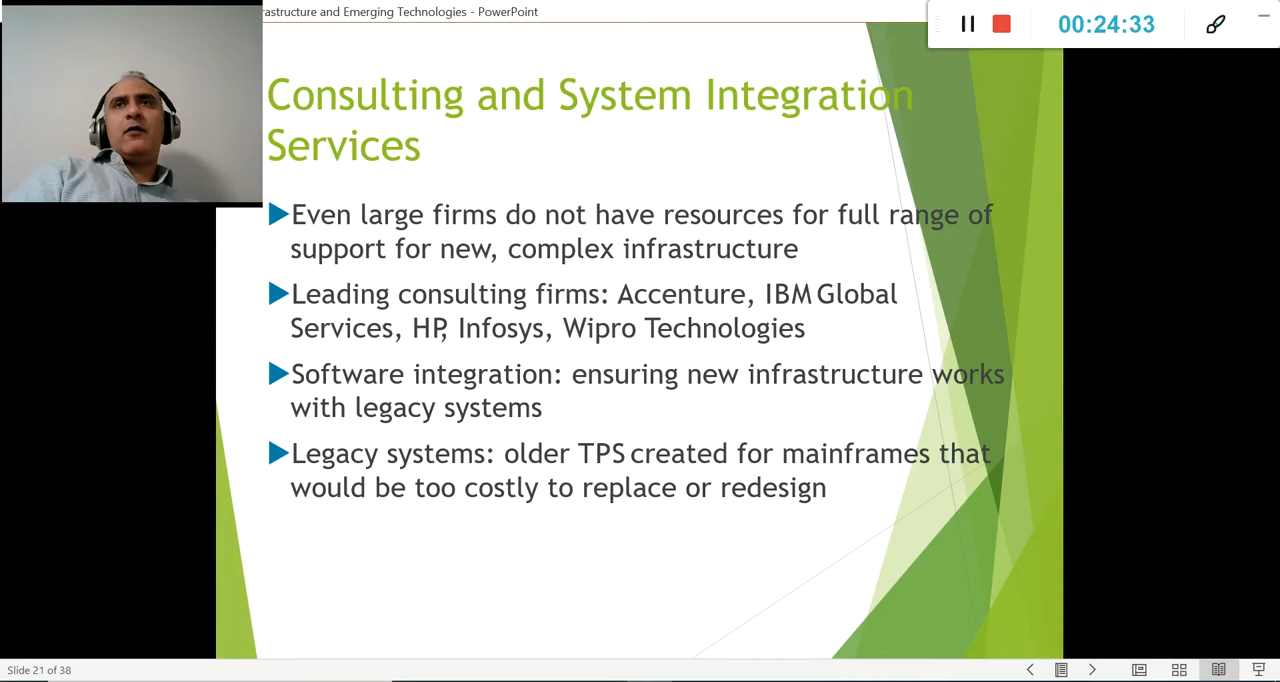 rastructure and Emerging Technologies - PowerPoint
00:24:33
Consulting and System Integration
Services
Even large firms do not have resources for full range of
support for new, complex infrastructure
Leading consulting firms: Accenture, IBM Global
Services, HP, Infosys, Wipro Technologies
Software integration: ensuring new infrastructure works
with legacy systems
Legacy systems: older TPS created for mainframes that
would be too costly to replace or redesign
Slide 21 of 38